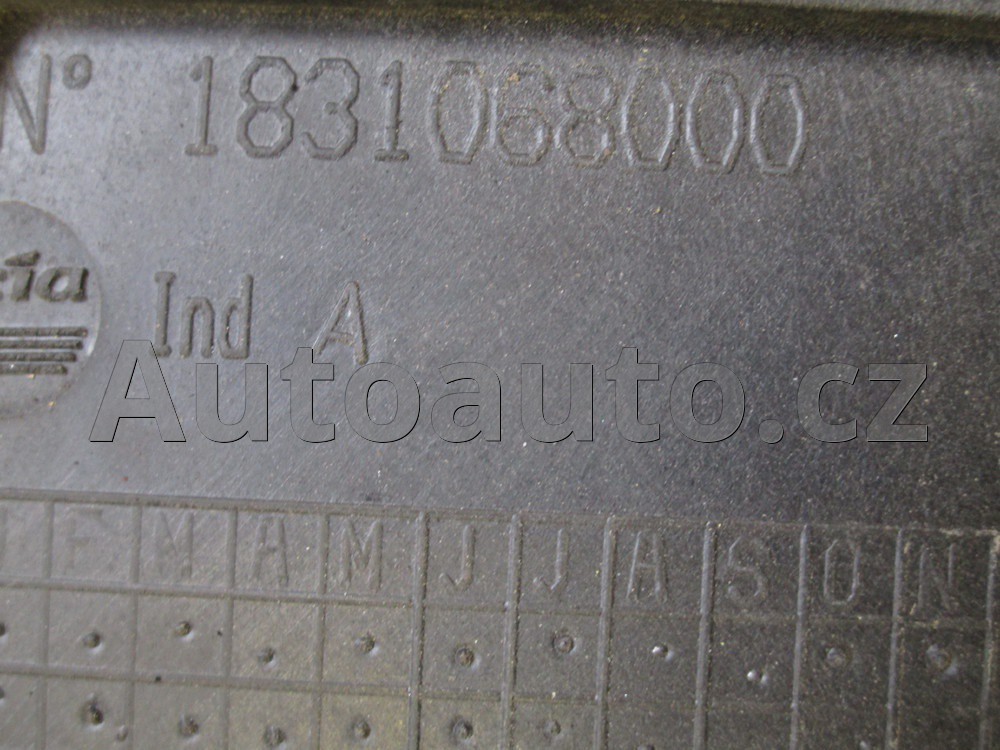 N° 1831068000
Ind A
Autoauto.cz
F M A M J J A S O N